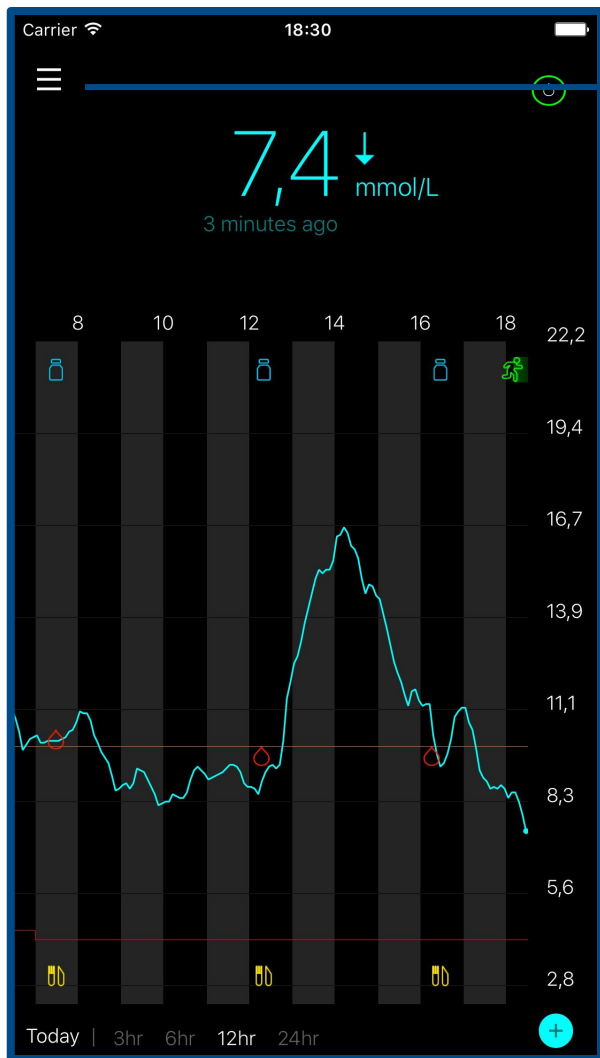 Carrier 18:30
7,4 mmol/L
3 minutes ago
8 10 12 14 16 18
22,2
19,4
16,7
13,9
11,1
8,3
5,6
2,8
Today | 3hr 6hr 12hr 24hr